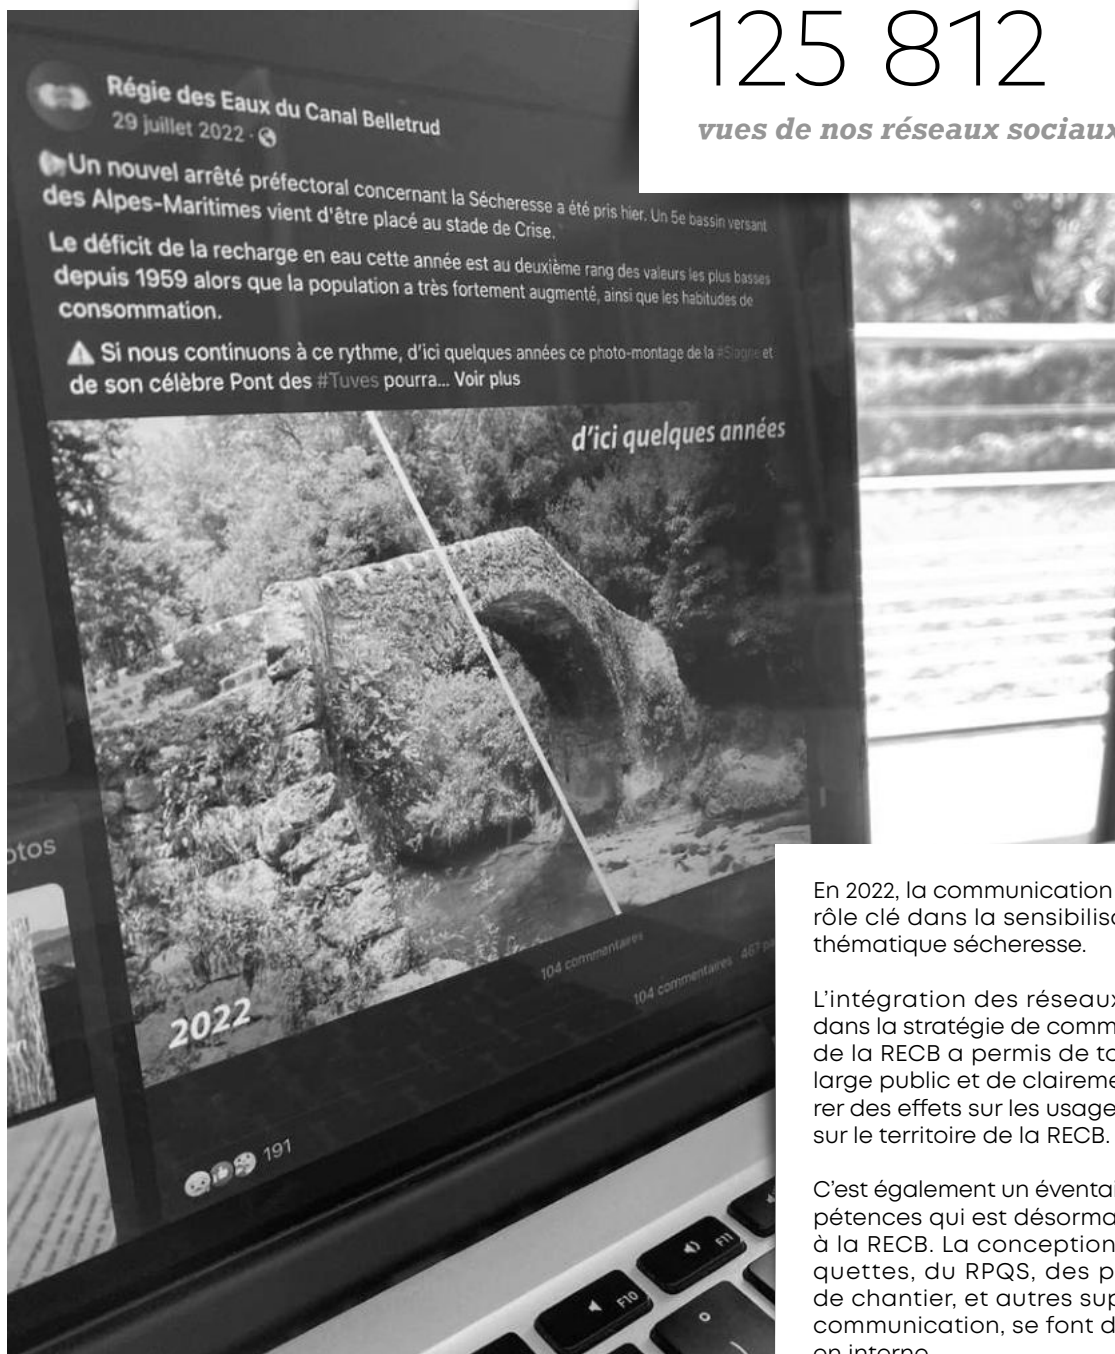 125 812
vues de nos réseaux sociaux
Régie des Eaux du Canal Belletrud
29 juillet 2022
Un nouvel arrêté préfectoral concernant la Sécheresse a été pris hier. Un 5e bassin versant
des Alpes-Maritimes vient d'être placé au stade de Crise.
Le déficit de la recharge en eau cette année est au deuxième rang des valeurs les plus basses
depuis 1959 alors que la population a très fortement augmenté, ainsi que les habitudes de
consommation.
⚠ Si nous continuons à ce rythme, d'ici quelques années ce photo-montage de la #Siagne et
de son célèbre Pont des #Tuves pourra... Voir plus
d'ici quelques années
2022
104 commentaires
104 commentaires 467
191
otos
F10
F11
En 2022, la communication
rôle clé dans la sensibilisa
thématique sécheresse.
L'intégration des réseaux
dans la stratégie de comm
de la RECB a permis de to
large public et de claireme
rer des effets sur les usage
sur le territoire de la RECB.
C'est également un éventai
pétences qui est désorma
à la RECB. La conception
quettes, du RPQS, des p
de chantier, et autres sup
communication, se font d
en interne